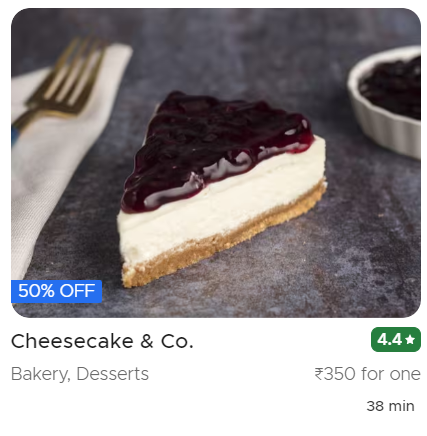 50% OFF
Cheesecake & Co.
4.4★
Bakery, Desserts
₹350 for one
38 min